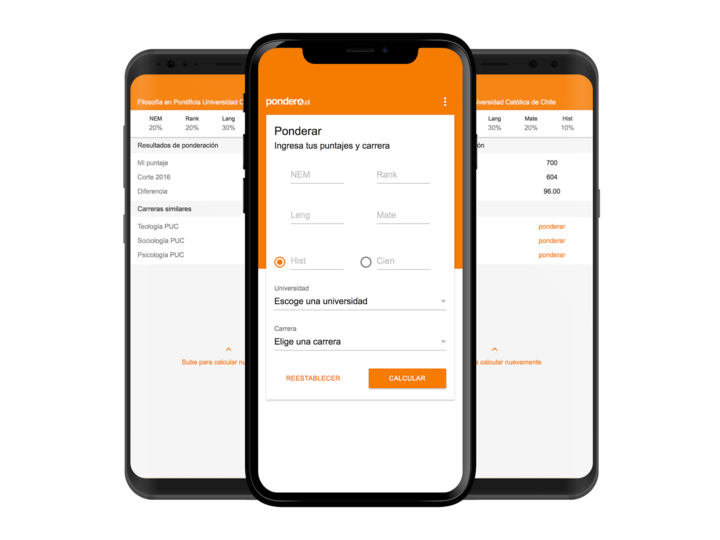 Filosofía en Pontificia Universidad C
NEM Rank Lang
20% 20% 30%
Resultados de ponderación
Mi puntaje
Corte 2016
Diferencia
Carreras similares
Teología PUC
Sociología PUC
Psicología PUC
Sube para calcular nu
pondero.cl
Ponderar
Ingresa tus puntajes y carrera
NEM Rank
Leng Mate
Hist Cien
Universidad
Escoge una universidad
Carrera
Elige una carrera
REESTABLECER CALCULAR
iversidad Católica de Chile
Lang Mate Hist
30% 20% 10%
ón
700
604
96.00
ponderar
ponderar
ponderar
calcular nuevamente